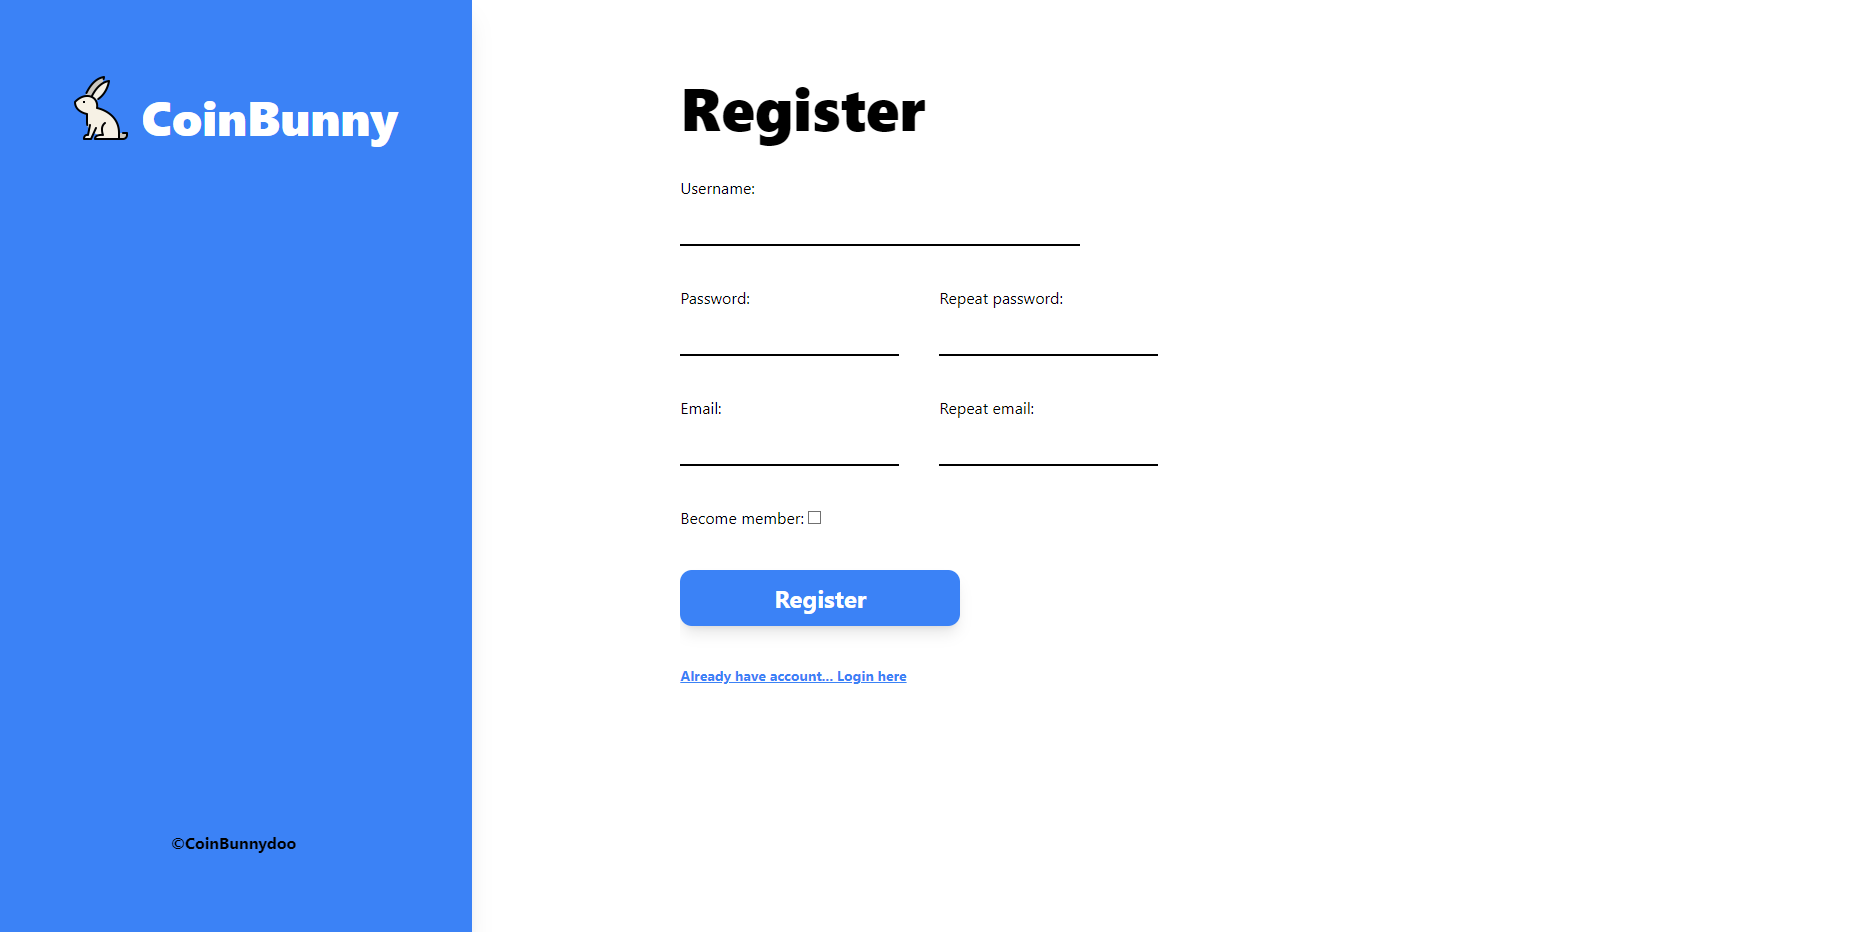 CoinBunny
Register
Username:
Password:
Repeat password:
Email:
Repeat email:
Become member:
Register
Already have account... Login here
©CoinBunnydoo